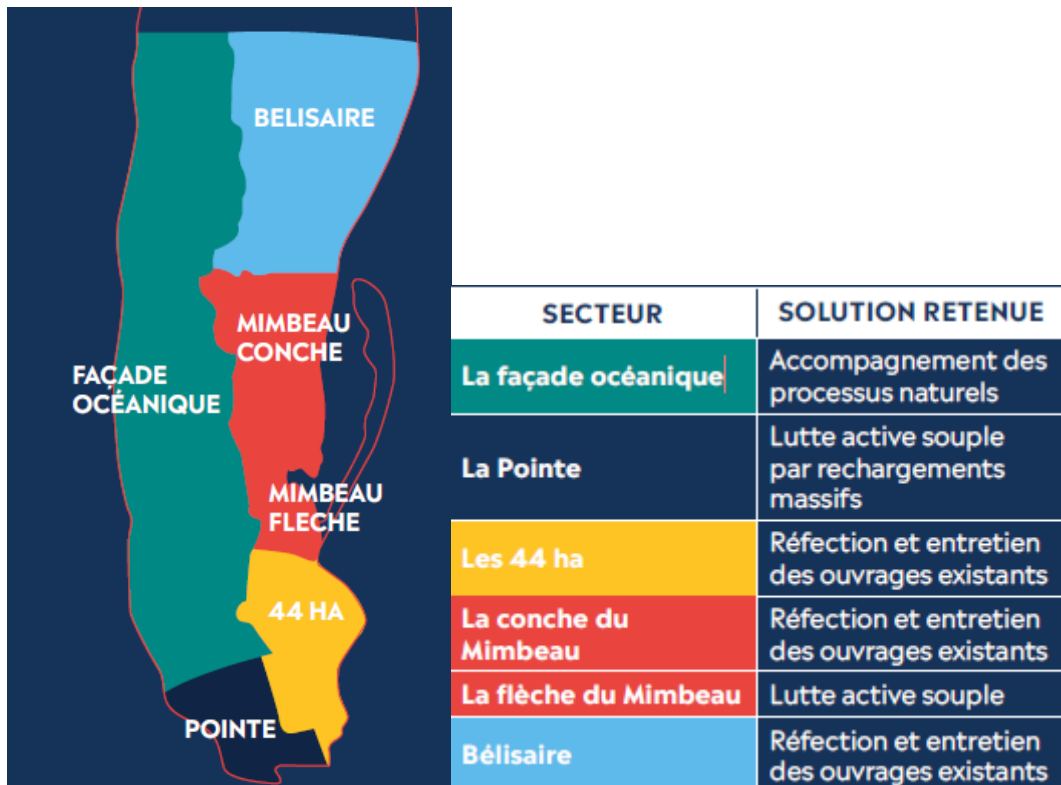 BELISAIRE
MIMBEAU
CONCHE
FAÇADE
OCÉANIQUE
MIMBEAU
FLECHE
44 HA
POINTE
SECTEUR
SOLUTION RETENUE
La façade océanique
Accompagnement des
processus naturels
La Pointe
Lutte active souple
par rechargements
massifs
Les 44 ha
Réfection et entretien
des ouvrages existants
La conche du
Mimbeau
Réfection et entretien
des ouvrages existants
La flèche du Mimbeau
Lutte active souple
Bélisaire
Réfection et entretien
des ouvrages existants